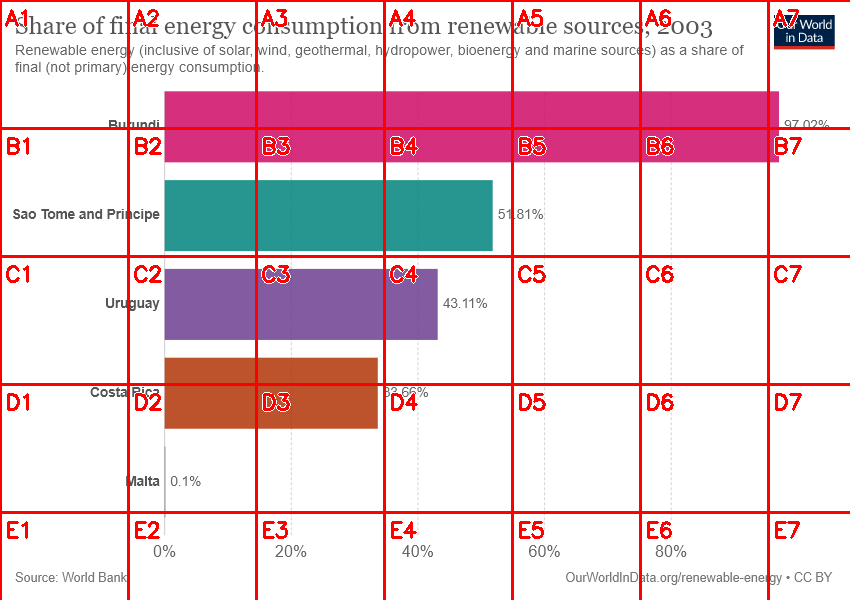 Share of final energy consumption from renewable sources, 2003
Our World
in Data
Renewable energy (inclusive of solar, wind, geothermal, hydropower, bioenergy and marine sources) as a share of
final (not primary) energy consumption.
Burundi
97.02%
Sao Tome and Principe
51.81%
Uruguay
43.11%
Costa Rica
33.66%
Malta
0.1%
0%
20%
40%
60%
80%
Source: World Bank
OurWorldInData.org/renewable-energy • CC BY
A1
A2
A3
A4
A5
A6
A7
B1
B2
B3
B4
B5
B6
B7
C1
C2
C3
C4
C5
C6
C7
D1
D2
D3
D4
D5
D6
D7
E1
E2
E3
E4
E5
E6
E7